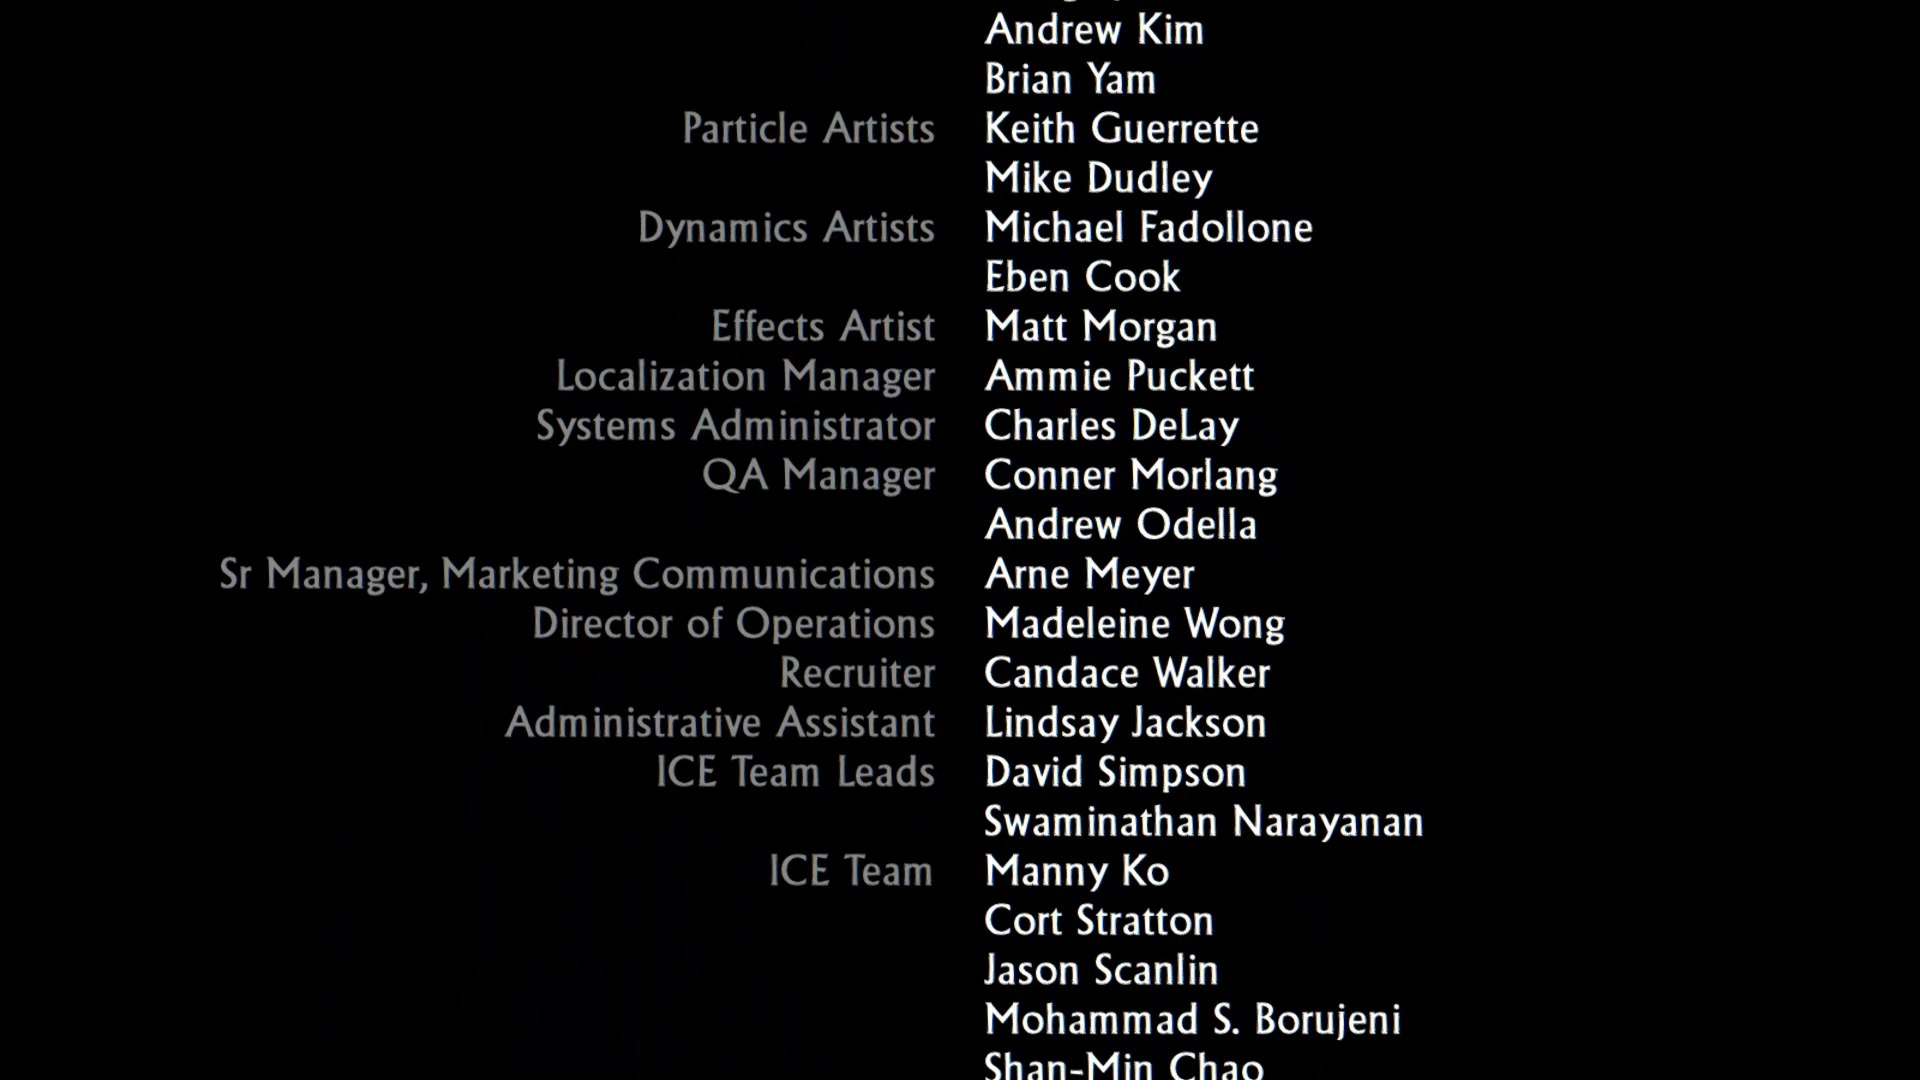 Andrew Kim
Brian Yam
Particle Artists Keith Guerrette
Mike Dudley
Dynamics Artists Michael Fadollone
Eben Cook
Effects Artist Matt Morgan
Localization Manager Ammie Puckett
Systems Administrator Charles DeLay
QA Manager Conner Morlang
Andrew Odella
Sr Manager, Marketing Communications Arne Meyer
Director of Operations Madeleine Wong
Recruiter Candace Walker
Administrative Assistant Lindsay Jackson
ICE Team Leads David Simpson
Swaminathan Narayanan
ICE Team Manny Ko
Cort Stratton
Jason Scanlin
Mohammad S. Borujeni
Shan-Min Chao